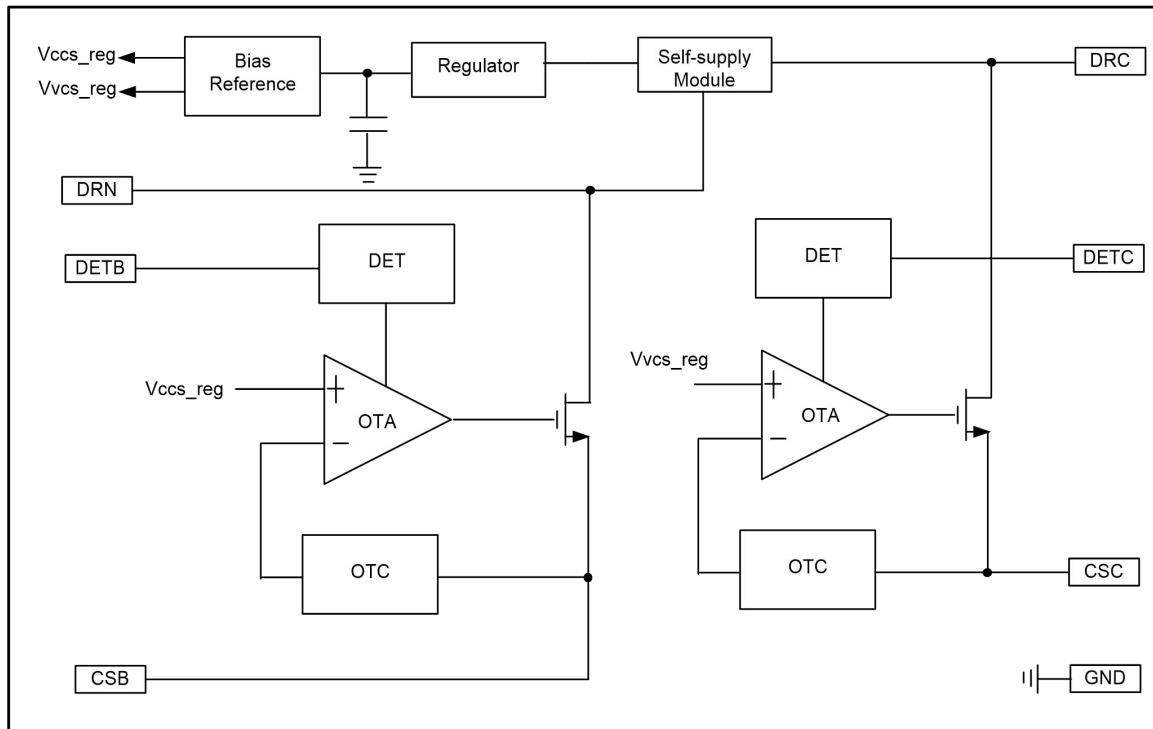 Vccs_reg
Vvcs_reg
Bias
Reference
Regulator
Self-supply
Module
DRC
DRN
DETB
DET
DET
DETC
Vccs_reg
+
OTA
−
Vvcs_reg
+
OTA
−
OTC
OTC
CSC
CSB
GND